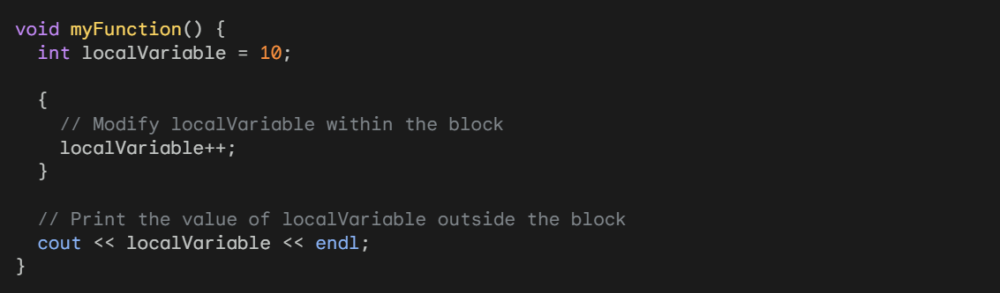 void myFunction() {
  int localVariable = 10;

  {
    // Modify localVariable within the block
    localVariable++;
  }

  // Print the value of localVariable outside the block
  cout << localVariable << endl;
}